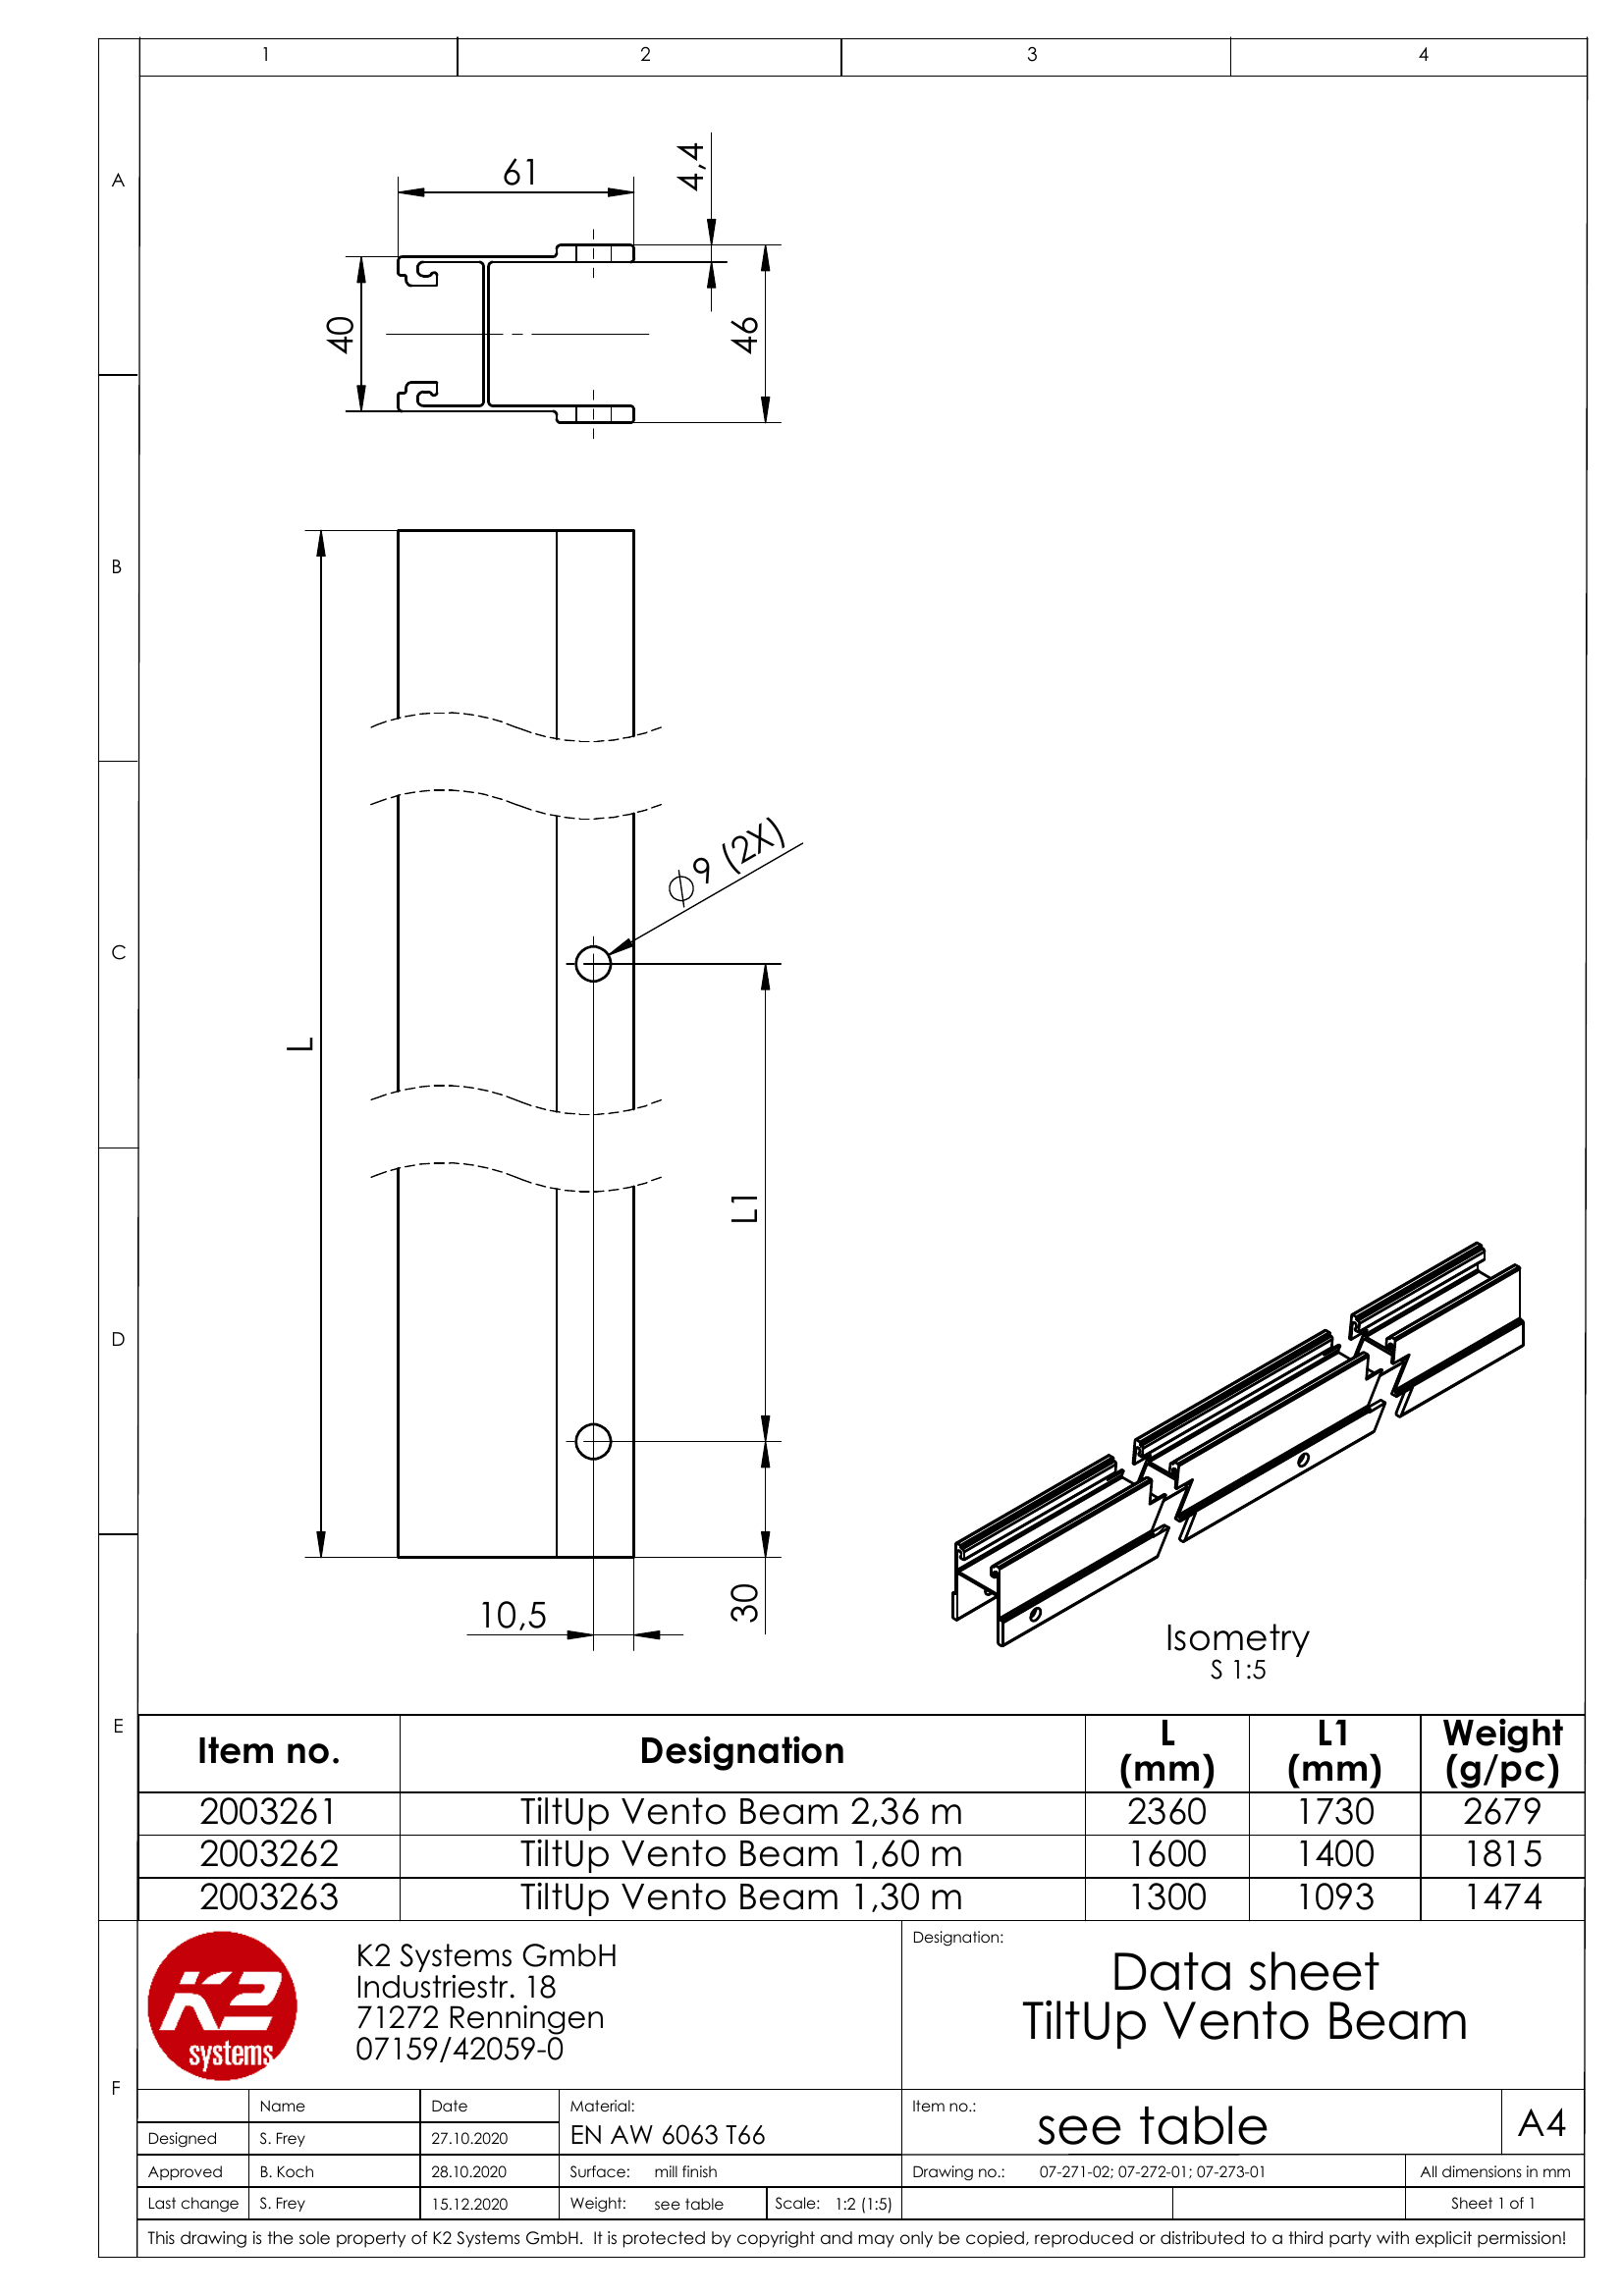 1 2 3 4
A
B
C
D
E
F
61
4,4
40
46
⌀9 (2X)
L
L1
10,5
30
Isometry
S 1:5
Item no. Designation L (mm) L1 (mm) Weight (g/pc)
2003261 TiltUp Vento Beam 2,36 m 2360 1730 2679
2003262 TiltUp Vento Beam 1,60 m 1600 1400 1815
2003263 TiltUp Vento Beam 1,30 m 1300 1093 1474
K2
systems
K2 Systems GmbH
Industriestr. 18
71272 Renningen
07159/42059-0
Designation:
Data sheet
TiltUp Vento Beam
Name Date Material: Item no.: see table A4
Designed S. Frey 27.10.2020 EN AW 6063 T66
Approved B. Koch 28.10.2020 Surface: mill finish Drawing no.: 07-271-02; 07-272-01; 07-273-01 All dimensions in mm
Last change S. Frey 15.12.2020 Weight: see table Scale: 1:2 (1:5) Sheet 1 of 1
This drawing is the sole property of K2 Systems GmbH. It is protected by copyright and may only be copied, reproduced or distributed to a third party with explicit permission!